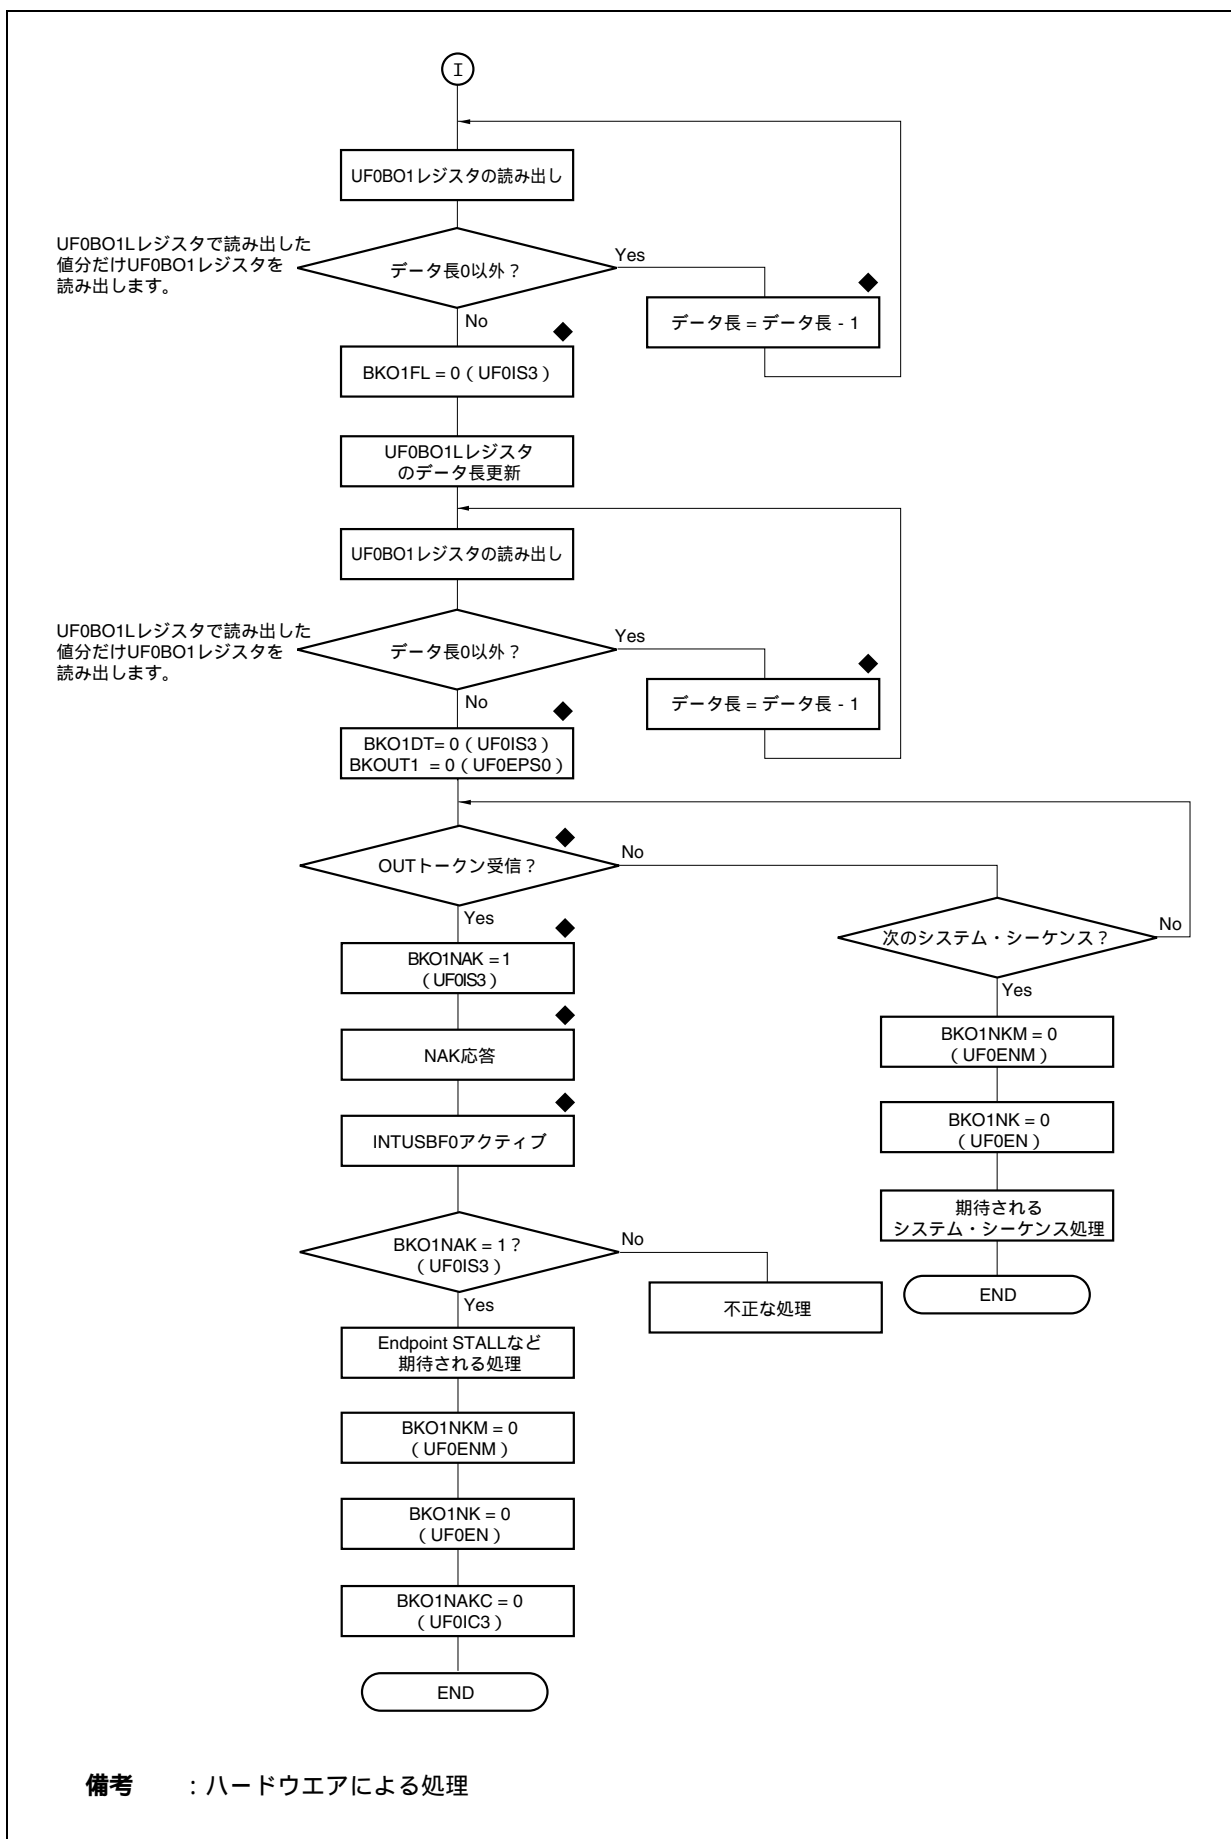 I
UF0BO1レジスタの読み出し
UF0BO1Lレジスタで読み出した
値分だけUF0BO1レジスタを
読み出します。
データ長0以外？
Yes
データ長 = データ長 - 1
No
BKO1FL = 0 ( UF0IS3 )
UF0BO1Lレジスタ
のデータ長更新
UF0BO1レジスタの読み出し
UF0BO1Lレジスタで読み出した
値分だけUF0BO1レジスタを
読み出します。
データ長0以外？
Yes
データ長 = データ長 - 1
No
BKO1DT= 0 ( UF0IS3 )
BKOUT1 = 0 ( UF0EPS0 )
OUTトークン受信？
No
Yes
次のシステム・シーケンス？
No
Yes
BKO1NAK = 1
( UF0IS3 )
NAK応答
INTUSBF0アクティブ
BKO1NKM = 0
( UF0ENM )
BKO1NK = 0
( UF0EN )
期待される
システム・シーケンス処理
END
BKO1NAK = 1？
( UF0IS3 )
No
不正な処理
Yes
Endpoint STALLなど
期待される処理
BKO1NKM = 0
( UF0ENM )
BKO1NK = 0
( UF0EN )
BKO1NAKC = 0
( UF0IC3 )
END
備考 ：ハードウエアによる処理